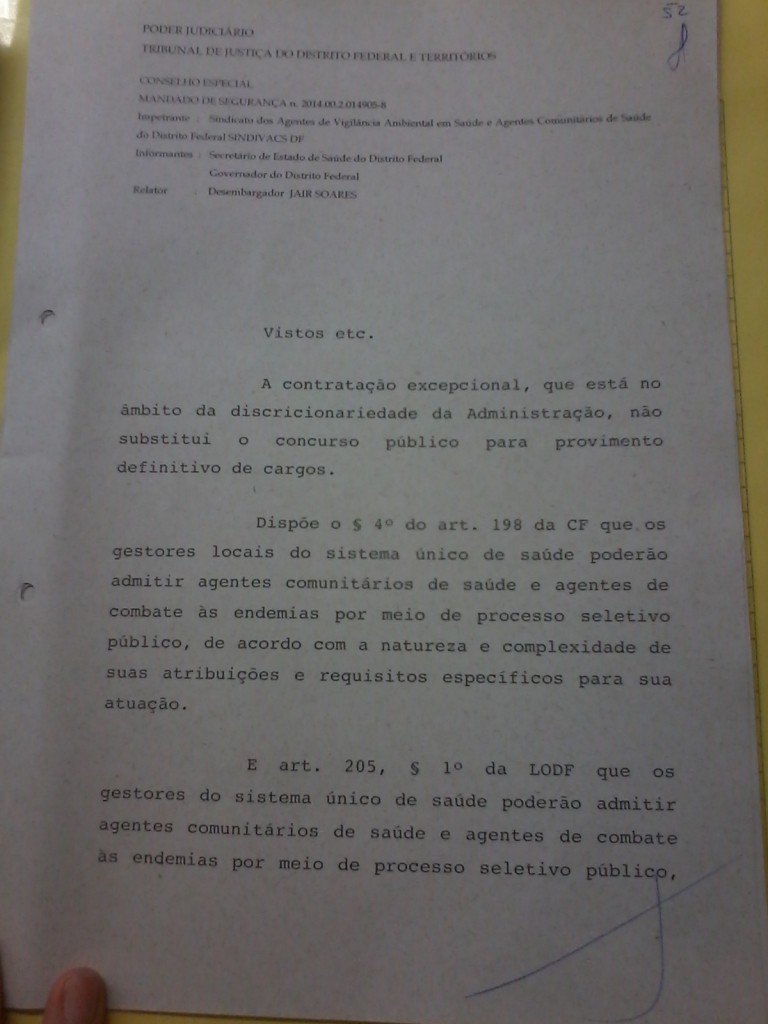 52
PODER JUDICIÁRIO
TRIBUNAL DE JUSTIÇA DO DISTRITO FEDERAL E TERRITÓRIOS
CONSELHO ESPECIAL
MANDADO DE SEGURANÇA n. 2014.00.2.014905-8
Impetrante : Sindicato dos Agentes de Vigilância Ambiental em Saúde e Agentes Comunitários de Saúde
do Distrito Federal SINDIVACS DF
Informantes : Secretário de Estado de Saúde do Distrito Federal
Governador do Distrito Federal
Relator : Desembargador JAIR SOARES
Vistos etc.
A contratação excepcional, que está no
âmbito da discricionariedade da Administração, não
substitui o concurso público para provimento
definitivo de cargos.
Dispõe o § 4º do art. 198 da CF que os
gestores locais do sistema único de saúde poderão
admitir agentes comunitários de saúde e agentes de
combate às endemias por meio de processo seletivo
público, de acordo com a natureza e complexidade de
suas atribuições e requisitos específicos para sua
atuação.
E art. 205, § 1º da LODF que os
gestores do sistema único de saúde poderão admitir
agentes comunitários de saúde e agentes de combate
às endemias por meio de processo seletivo público,